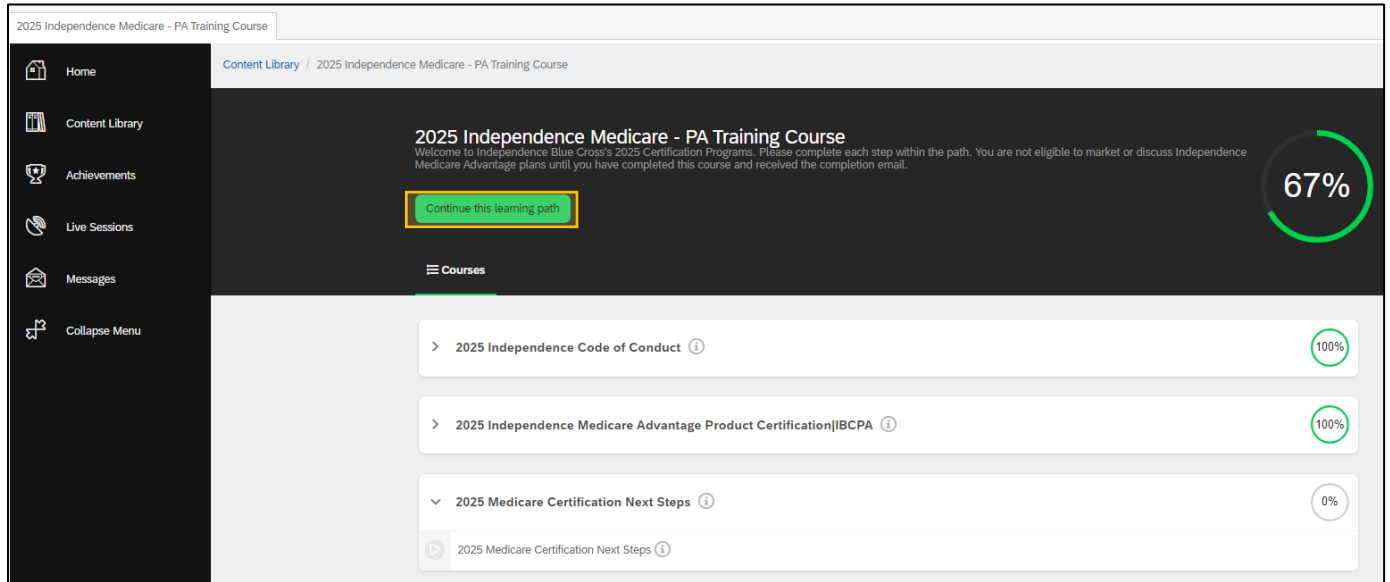 2025 Independence Medicare - PA Training Course
Home
Content Library
Achievements
Live Sessions
Messages
Collapse Menu
Content Library / 2025 Independence Medicare - PA Training Course
2025 Independence Medicare - PA Training Course
Welcome to Independence Blue Cross's 2025 Certification Programs. Please complete each step within the path. You are not eligible to market or discuss Independence
Medicare Advantage plans until you have completed this course and received the completion email.
67%
Continue this learning path
Courses
2025 Independence Code of Conduct
100%
2025 Independence Medicare Advantage Product Certification|IBCPA
100%
2025 Medicare Certification Next Steps
0%
2025 Medicare Certification Next Steps